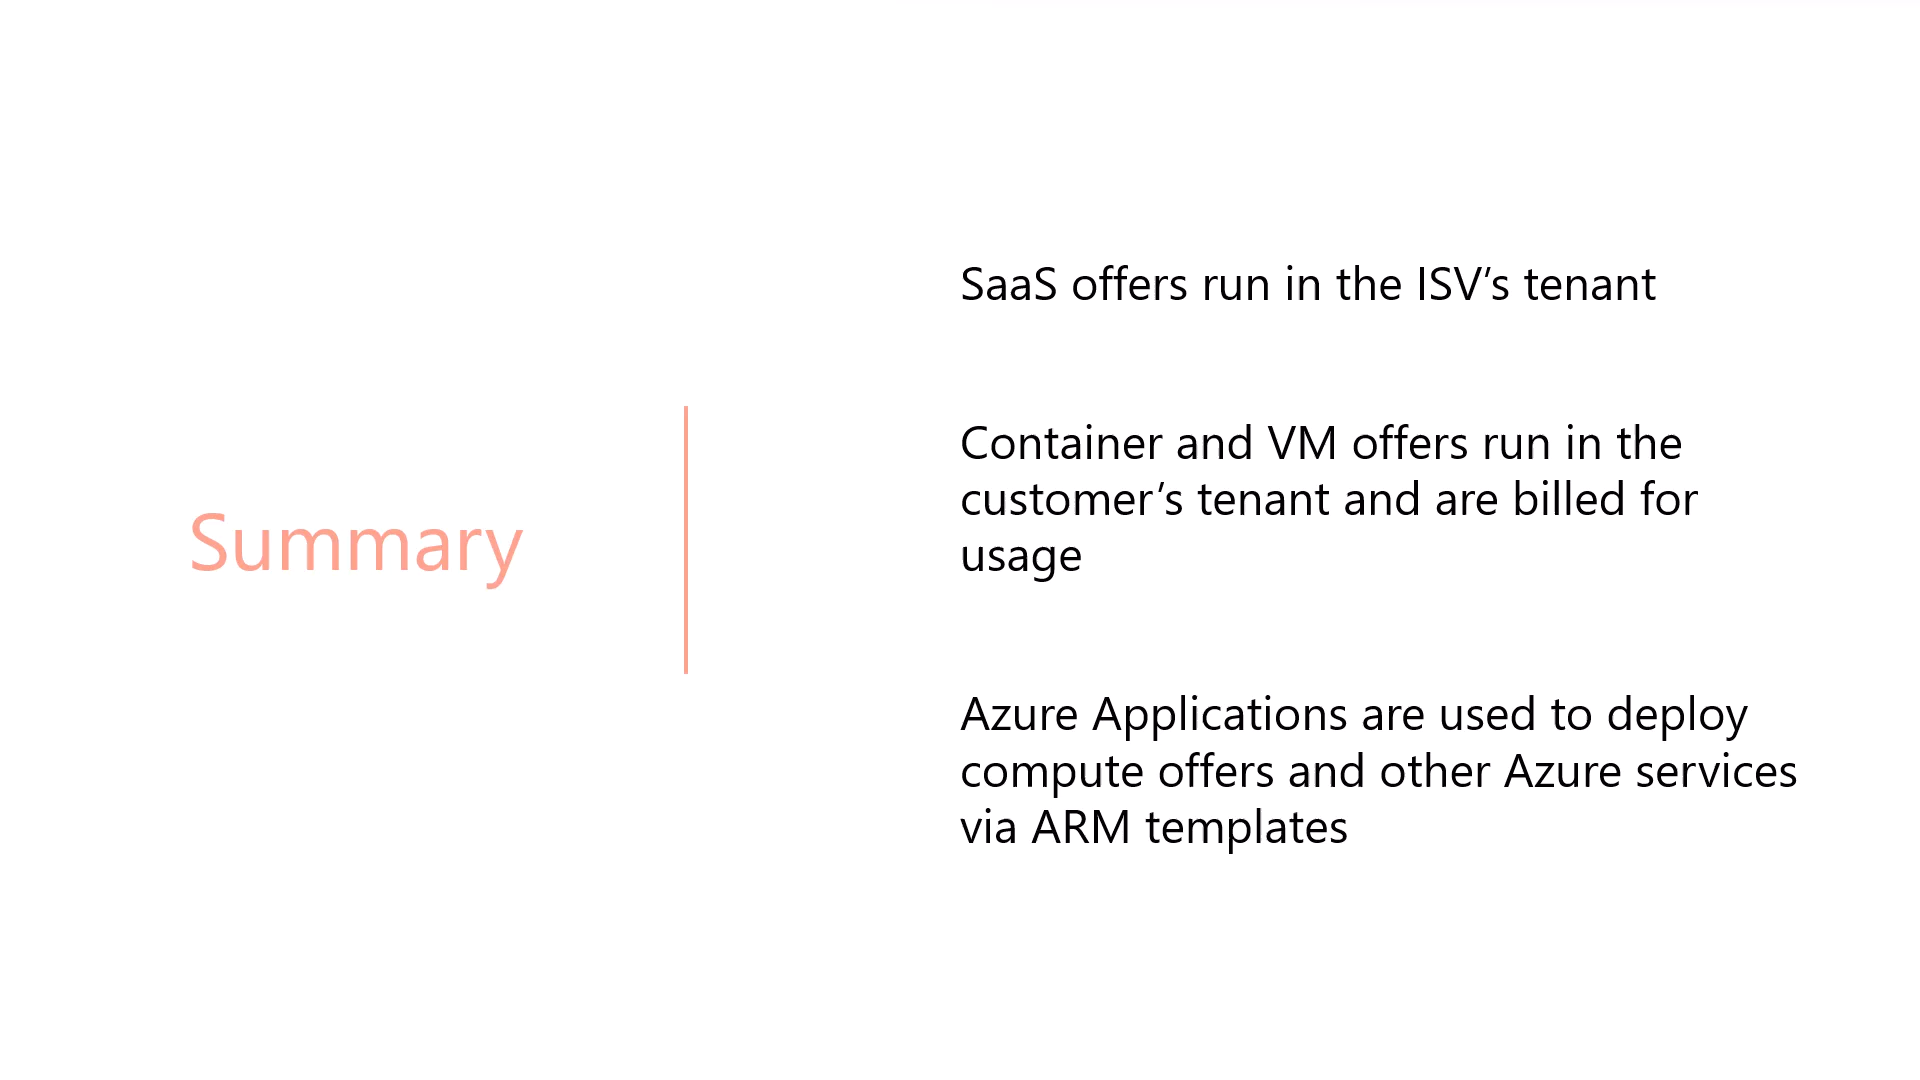 Summary
SaaS offers run in the ISV’s tenant
Container and VM offers run in the
customer’s tenant and are billed for
usage
Azure Applications are used to deploy
compute offers and other Azure services
via ARM templates